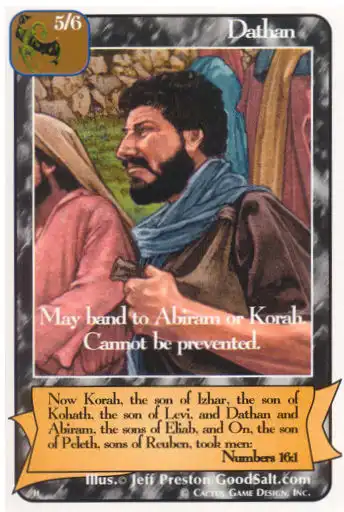 5/6
Dathan
May band to Abiram or Korah.
Cannot be prevented.
Now Korah, the son of Izhar, the son of
Kohath, the son of Levi, and Dathan and
Abiram, the sons of Eliab, and On, the son
of Peleth, sons of Reuben, took men:
Numbers 16:1
Illus.© Jeff Preston/GoodSalt.com
© Cactus Game Design, Inc.